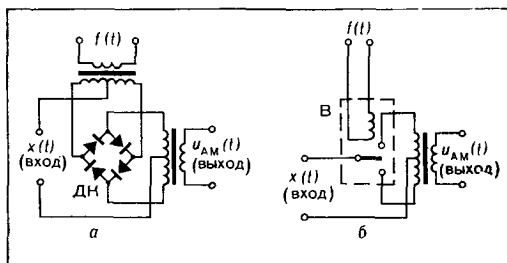 f(t)
x(t)
(ВХОД)
ДН
u_АМ(t)
(ВЫХОД)
а
f(t)
В
x(t)
(ВХОД)
u_АМ(t)
(ВЫХОД)
б